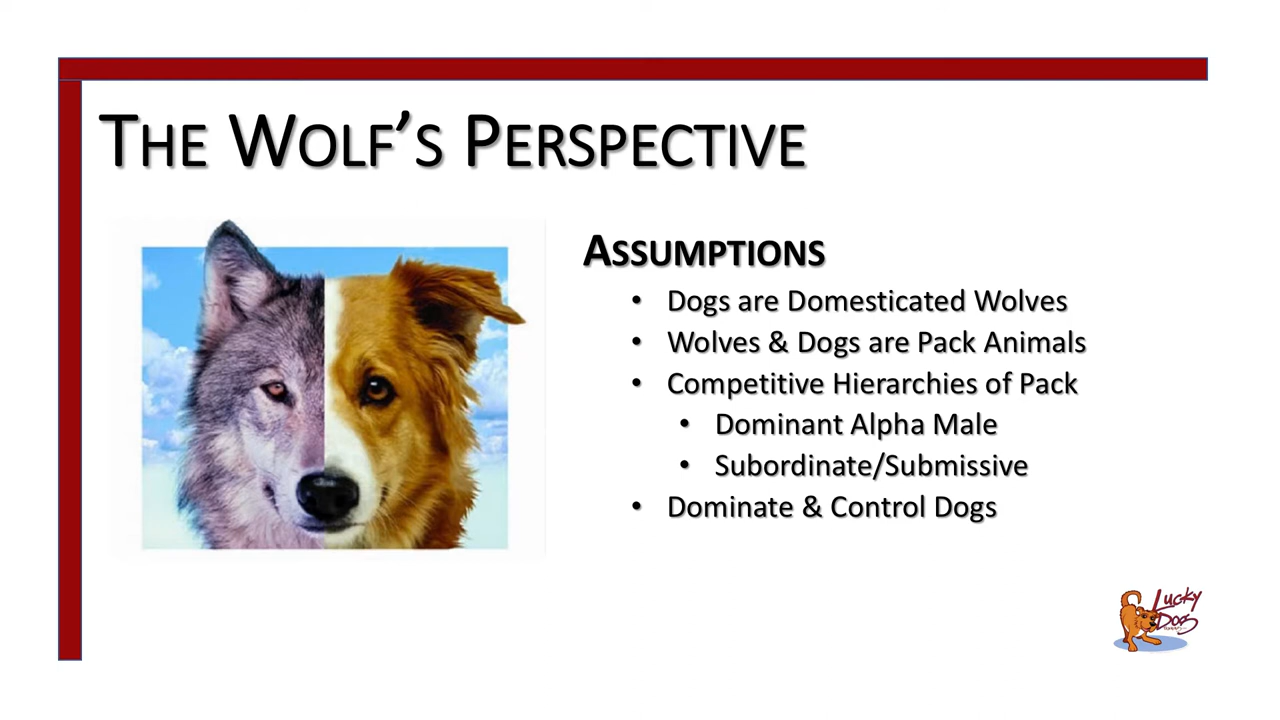 THE WOLF'S PERSPECTIVE
ASSUMPTIONS
• Dogs are Domesticated Wolves
• Wolves & Dogs are Pack Animals
• Competitive Hierarchies of Pack
• Dominant Alpha Male
• Subordinate/Submissive
• Dominate & Control Dogs
Lucky
Dog